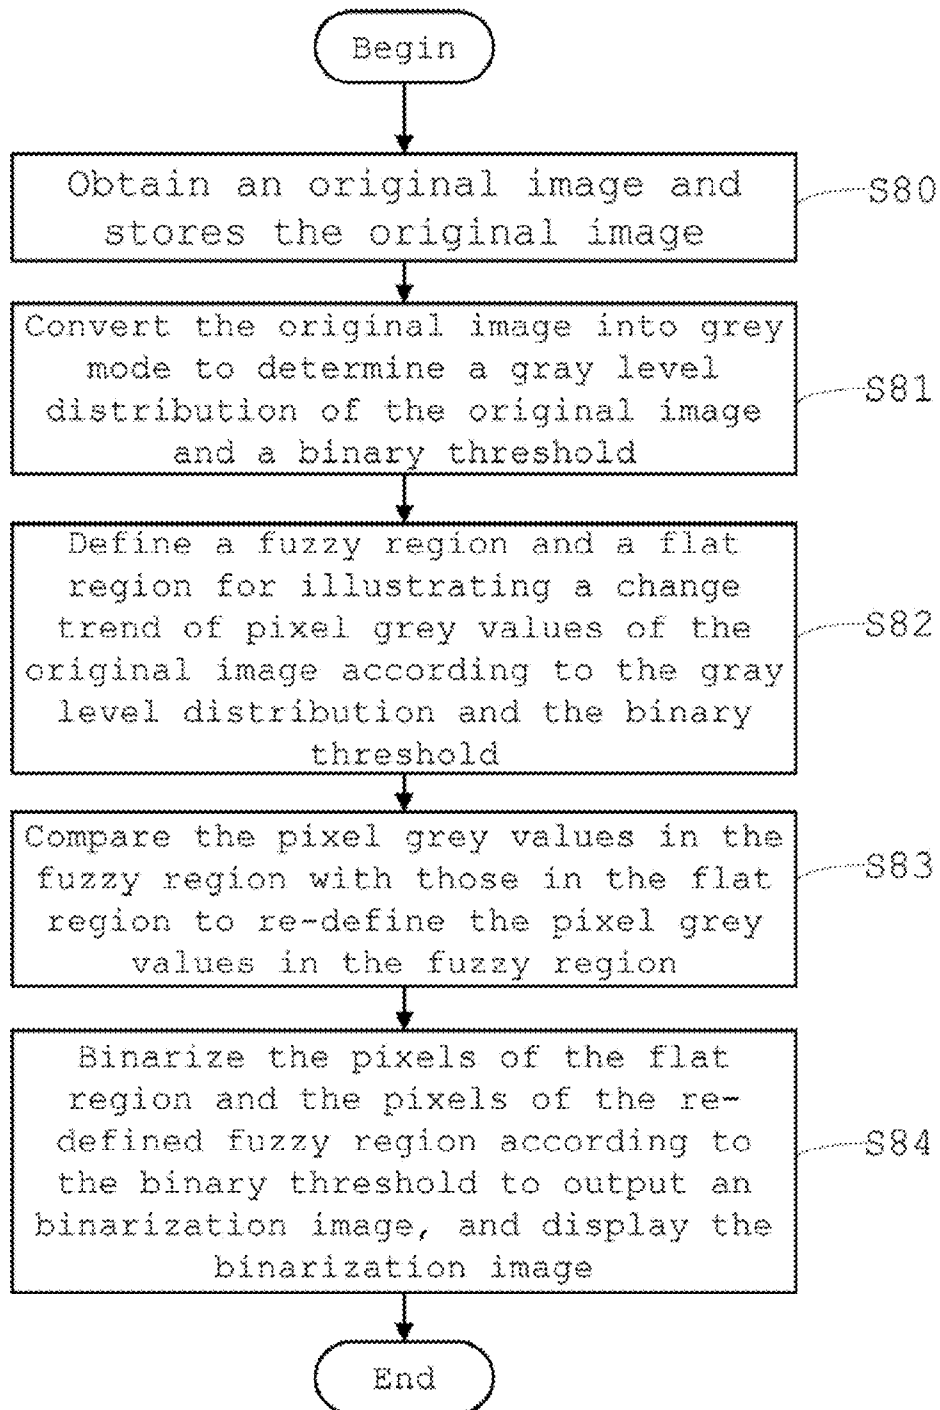 Begin
Obtain an original image and
stores the original image
S80
Convert the original image into grey
mode to determine a gray level
distribution of the original image
and a binary threshold
S81
Define a fuzzy region and a flat
region for illustrating a change
trend of pixel grey values of the
original image according to the gray
level distribution and the binary
threshold
S82
Compare the pixel grey values in the
fuzzy region with those in the flat
region to re-define the pixel grey
values in the fuzzy region
S83
Binarize the pixels of the flat
region and the pixels of the re-
defined fuzzy region according to
the binary threshold to output an
binarization image, and display the
binarization image
S84
End